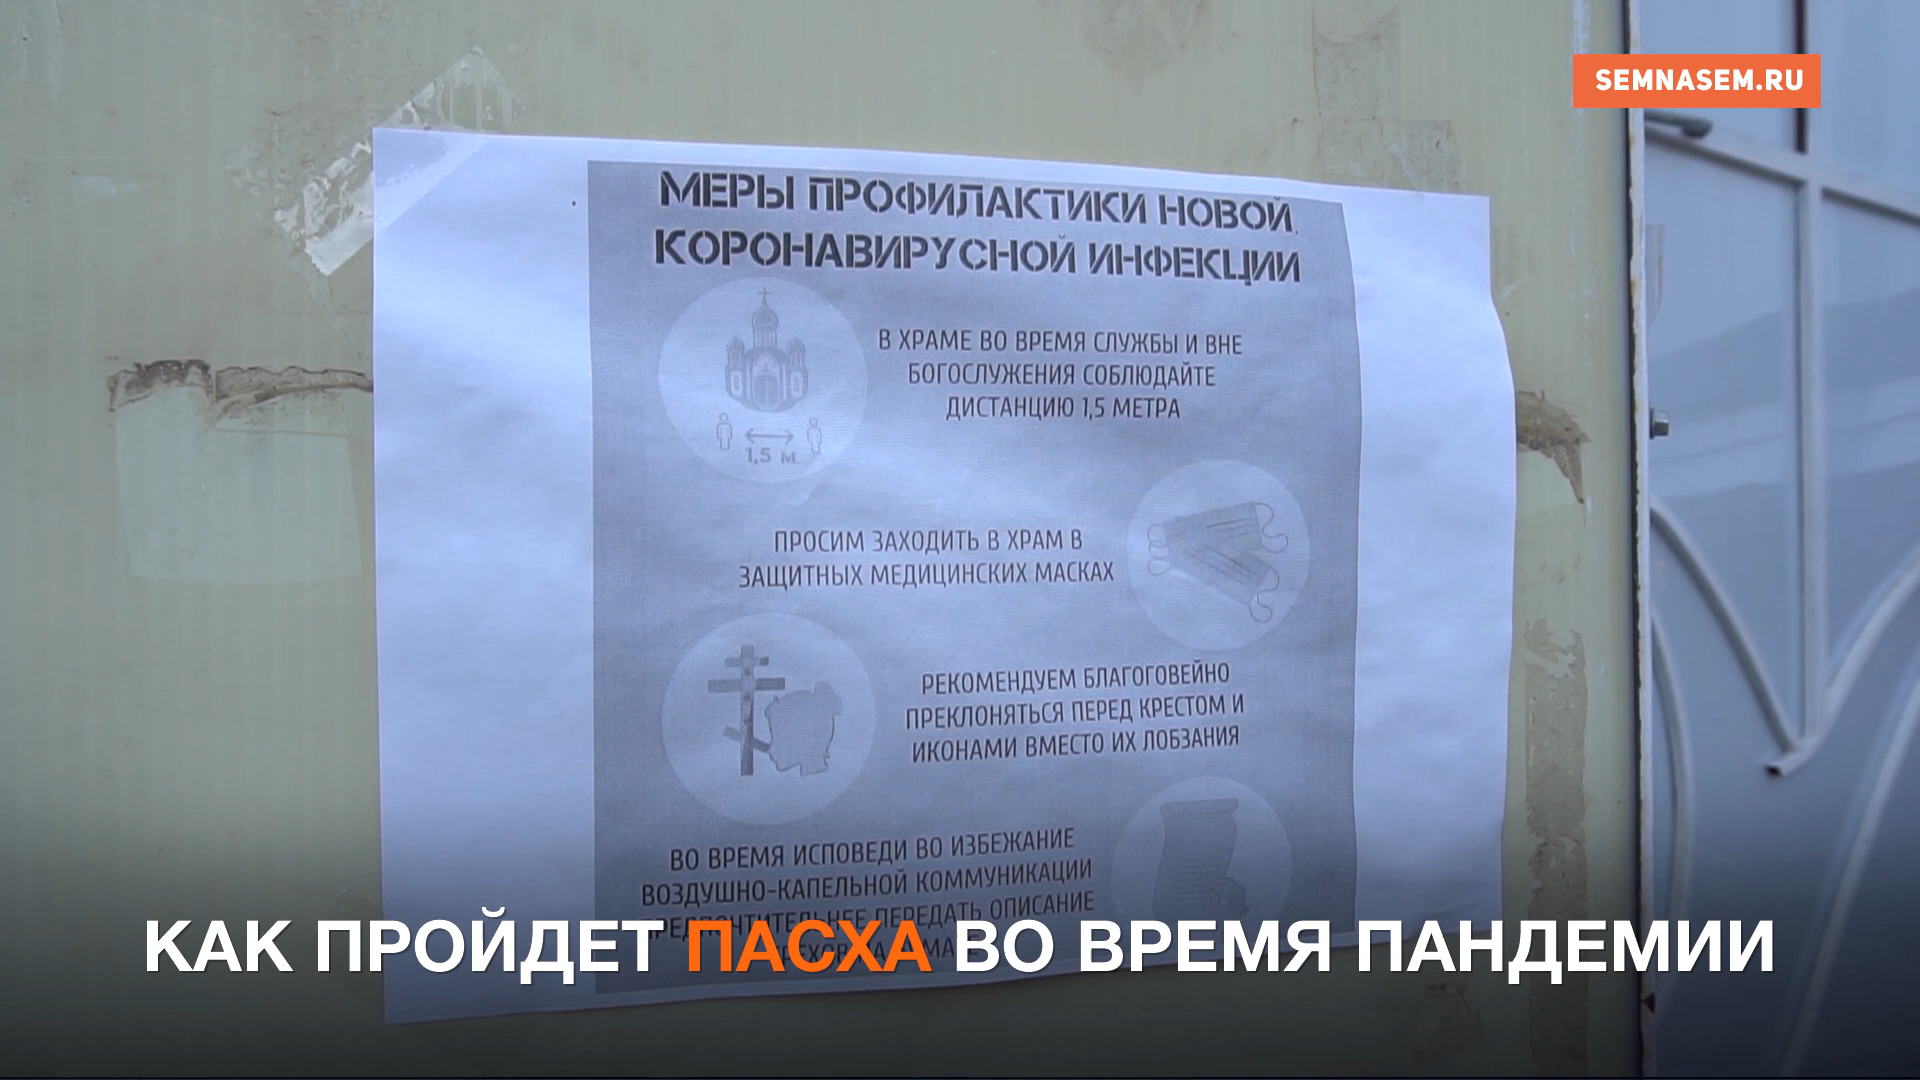 SEMNASEM.RU
МЕРЫ ПРОФИЛАКТИКИ НОВОЙ
КОРОНАВИРУСНОЙ ИНФЕКЦИИ
В ХРАМЕ ВО ВРЕМЯ СЛУЖБЫ И ВНЕ
БОГОСЛУЖЕНИЯ СОБЛЮДАЙТЕ
ДИСТАНЦИЮ 1,5 МЕТРА
1,5 М
ПРОСИМ ЗАХОДИТЬ В ХРАМ В
ЗАЩИТНЫХ МЕДИЦИНСКИХ МАСКАХ
РЕКОМЕНДУЕМ БЛАГОГОВЕЙНО
ПРЕКЛОНЯТЬСЯ ПЕРЕД КРЕСТОМ И
ИКОНАМИ ВМЕСТО ИХ ЛОБЗАНИЯ
ВО ВРЕМЯ ИСПОВЕДИ ВО ИЗБЕЖАНИЕ
ВОЗДУШНО-КАПЕЛЬНОЙ КОММУНИКАЦИИ
ПРЕДПОЧТИТЕЛЬНЕЕ ПЕРЕДАТЬ ОПИСАНИЕ
КАК ПРОЙДЕТ ПАСХА ВО ВРЕМЯ ПАНДЕМИИ